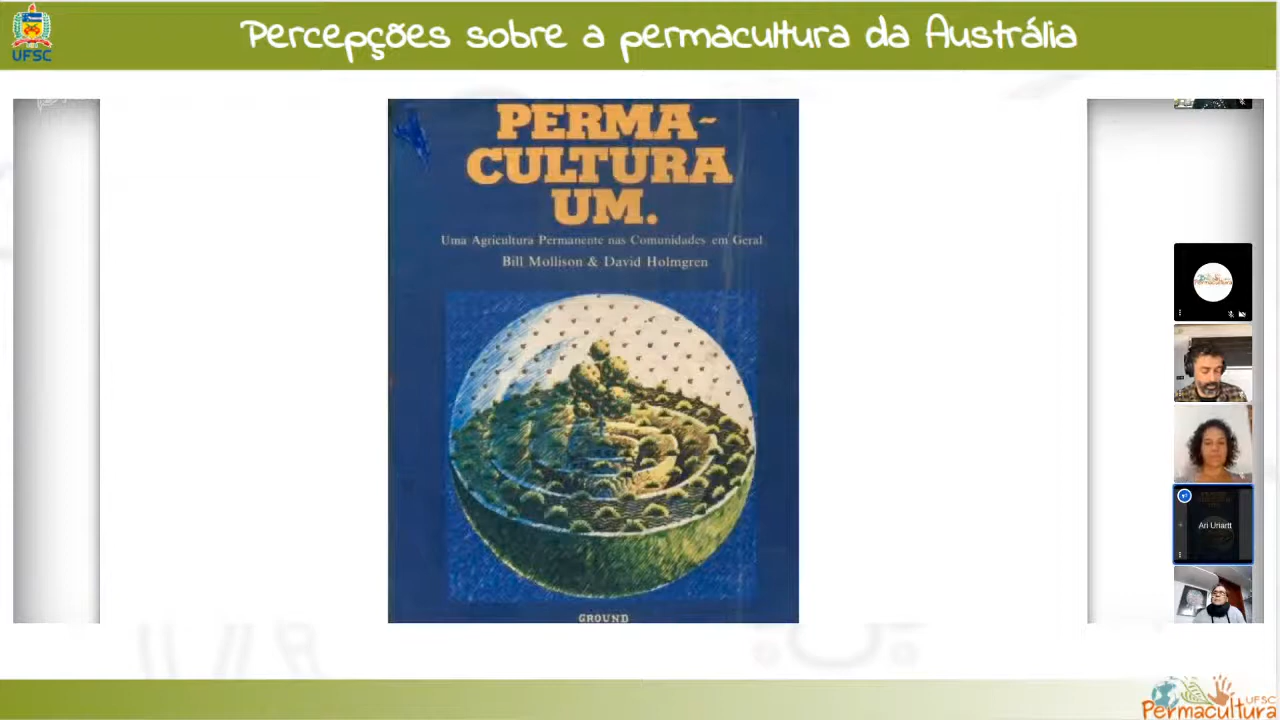 UFSC
Percepções sobre a permacultura da Austrália
PERMA-
CULTURA
UM.
Uma Agricultura Permanente nas Comunidades em Geral
Bill Mollison & David Holmgren
GROUND
Permacultura
Ari Uriartt
UFSC
Permacultura